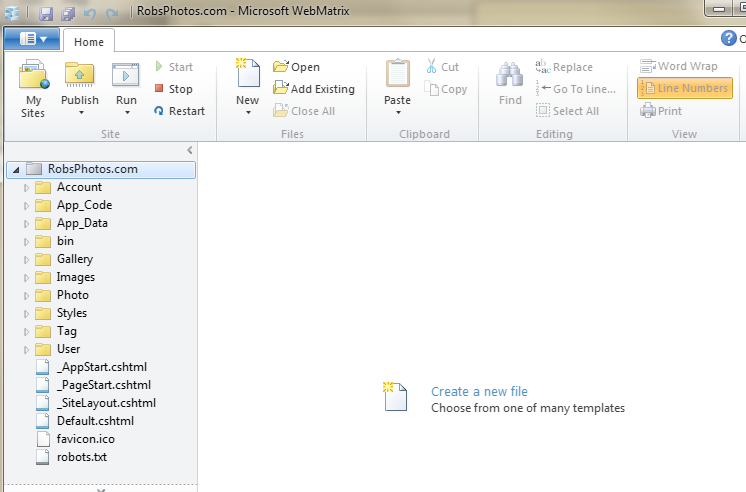 RobsPhotos.com - Microsoft WebMatrix
Home
My Sites
Publish
Run
Start
Stop
Restart
Site
New
Open
Add Existing
Close All
Files
Paste
Cut
Copy
Clipboard
Find
Replace
Go To Line...
Select All
Editing
Word Wrap
Line Numbers
Print
View
RobsPhotos.com
Account
App_Code
App_Data
bin
Gallery
Images
Photo
Styles
Tag
User
_AppStart.cshtml
_PageStart.cshtml
_SiteLayout.cshtml
Default.cshtml
favicon.ico
robots.txt
Create a new file
Choose from one of many templates